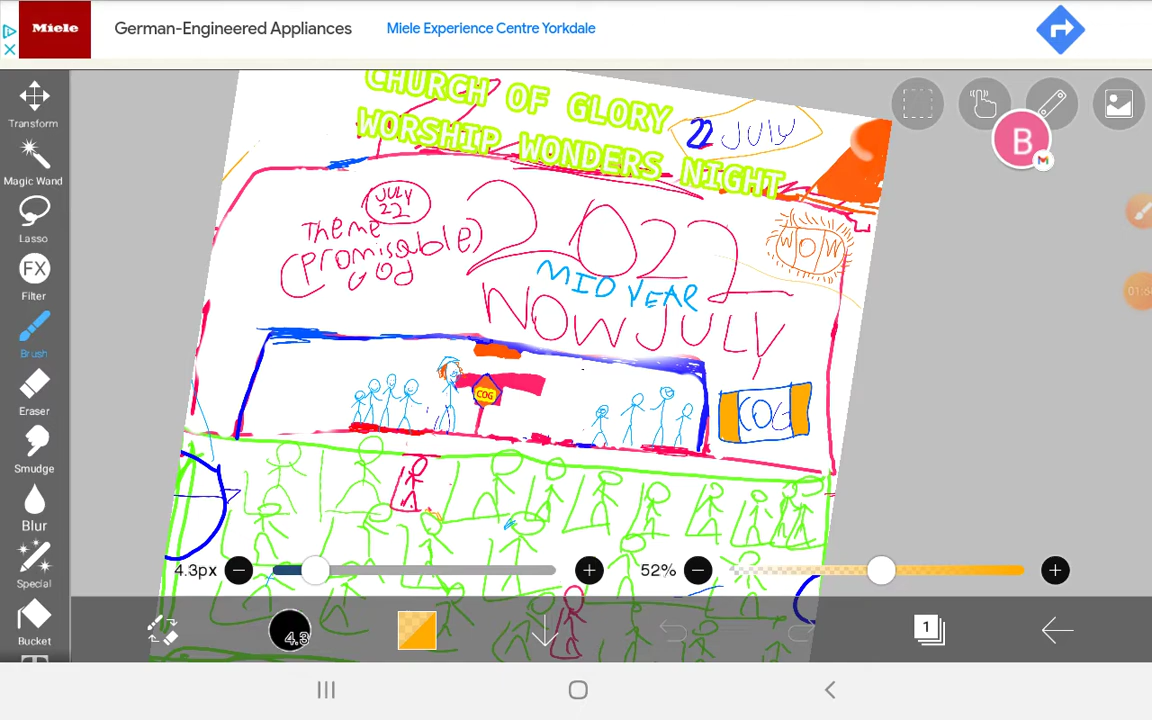 Miele
German-Engineered Appliances
Miele Experience Centre Yorkdale
Transform
Magic Wand
Lasso
FX
Filter
Brush
Eraser
Smudge
Blur
Special
Bucket
CHURCH OF GLORY
WORSHIP WONDERS NIGHT
22 JULY
B
JULY
22
Theme
(promisable)
God
2022
MID YEAR
NOW JULY
WOW
COG
COG
4.3px
52%
4.3
1